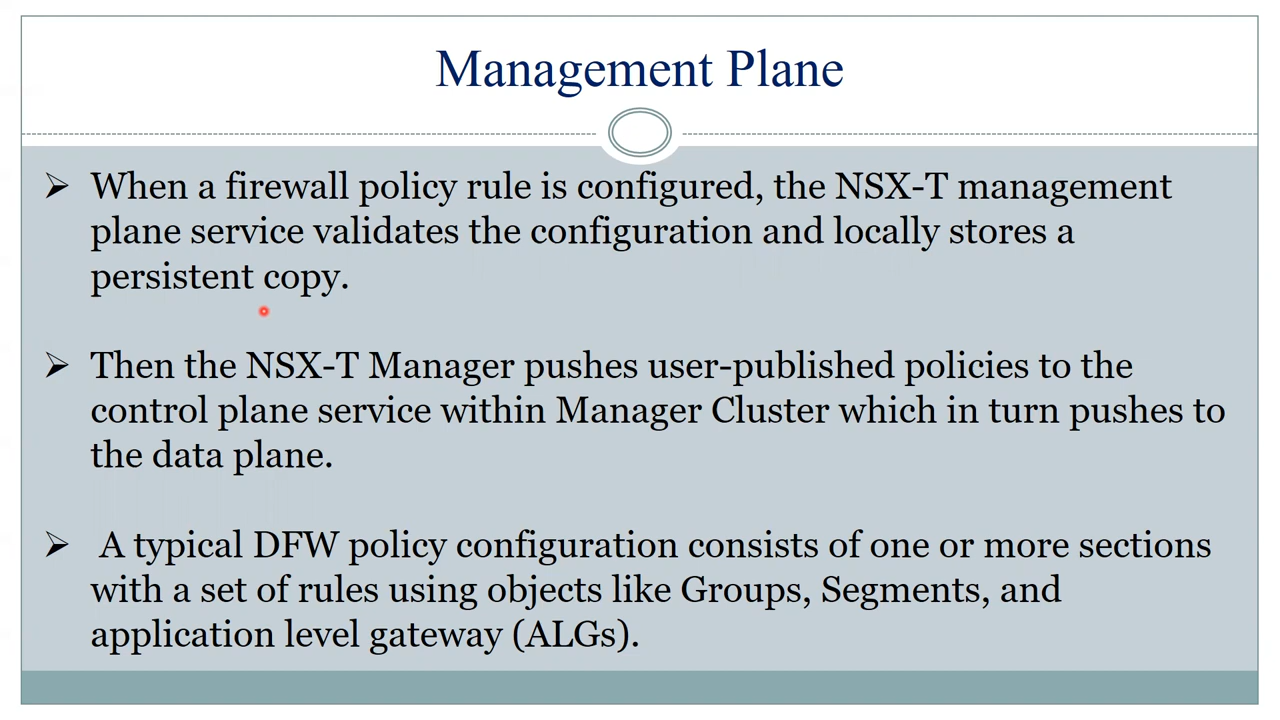 Management Plane
➢ When a firewall policy rule is configured, the NSX-T management
plane service validates the configuration and locally stores a
persistent copy.
➢ Then the NSX-T Manager pushes user-published policies to the
control plane service within Manager Cluster which in turn pushes to
the data plane.
➢ A typical DFW policy configuration consists of one or more sections
with a set of rules using objects like Groups, Segments, and
application level gateway (ALGs).